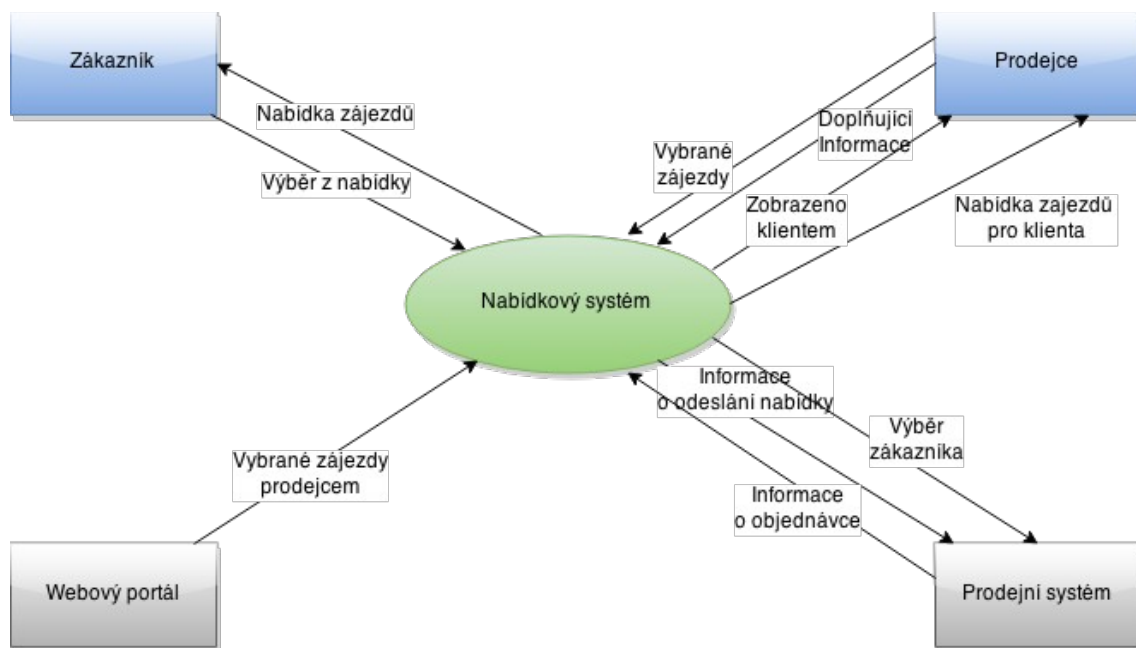 Zákazník
Prodejce
Nabídka zájezdů
Doplňující
Informace
Vybrané
zájezdy
Výběr z nabídky
Zobrazeno
klientem
Nabídka zajezdů
pro klienta
Nabídkový systém
Informace
o odeslání nabídky
Výběr
zákazníka
Vybrané zájezdy
prodejcem
Informace
o objednávce
Webový portál
Prodejní systém